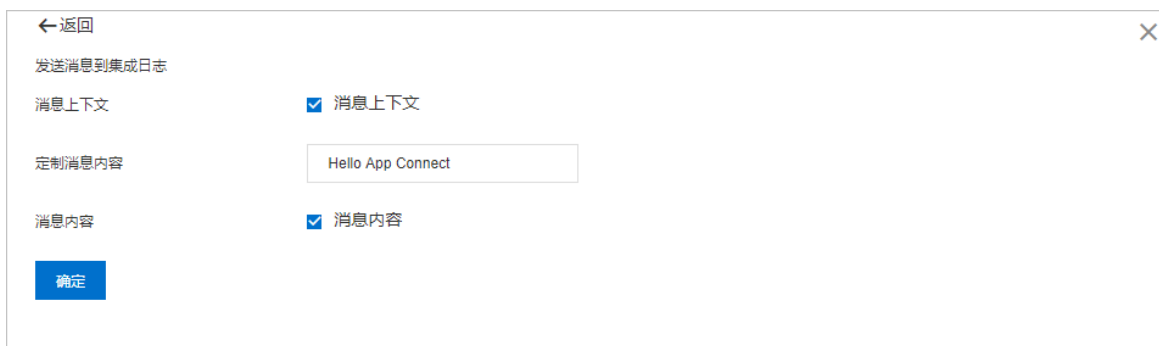 ←返回
发送消息到集成日志
消息上下文 消息上下文
定制消息内容 Hello App Connect
消息内容 消息内容
确定